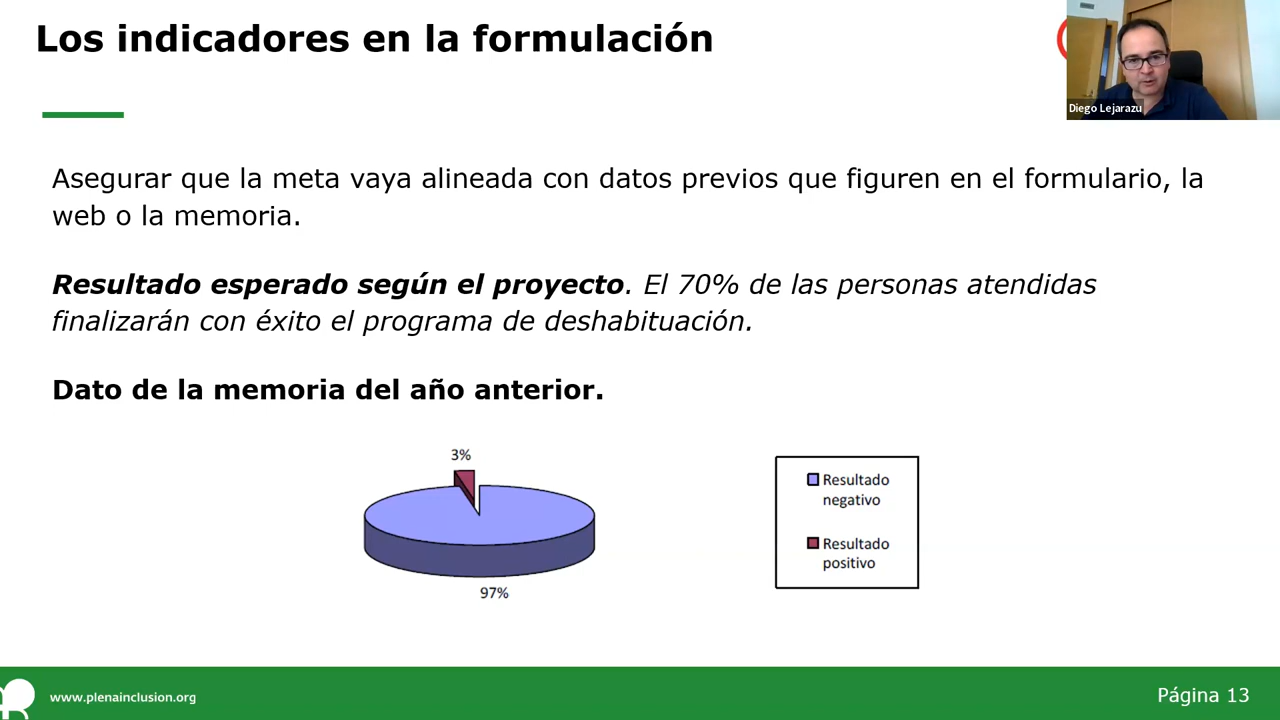 Los indicadores en la formulación
Diego Lejarazu
Asegurar que la meta vaya alineada con datos previos que figuren en el formulario, la
web o la memoria.
Resultado esperado según el proyecto. El 70% de las personas atendidas
finalizarán con éxito el programa de deshabituación.
Dato de la memoria del año anterior.
3%
97%
Resultado
negativo
Resultado
positivo
www.plenainclusion.org
Página 13